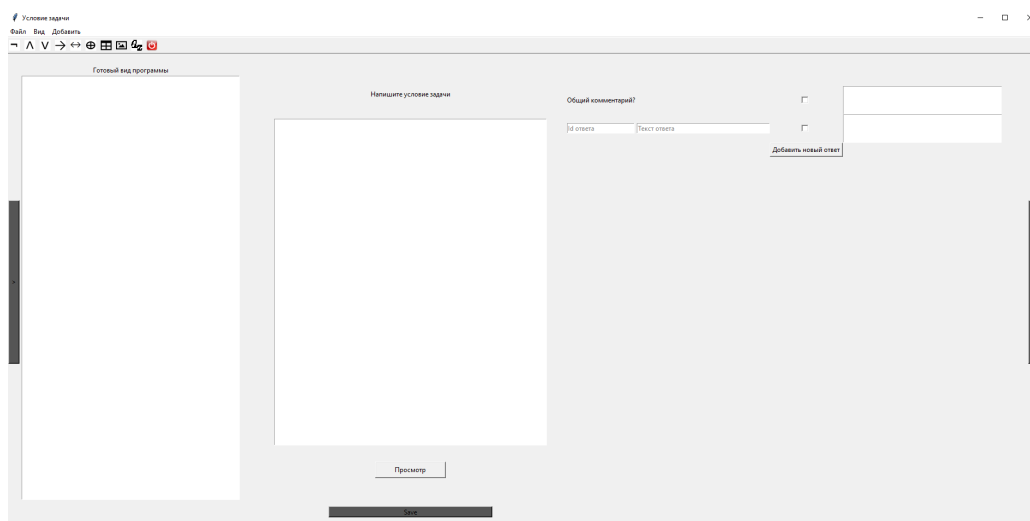 Условие задачи
Файл Вид Добавить
Готовый вид программы
Напишите условие задачи
Общий комментарий?
Id ответа Текст ответа
Добавить новый ответ
Просмотр
Save